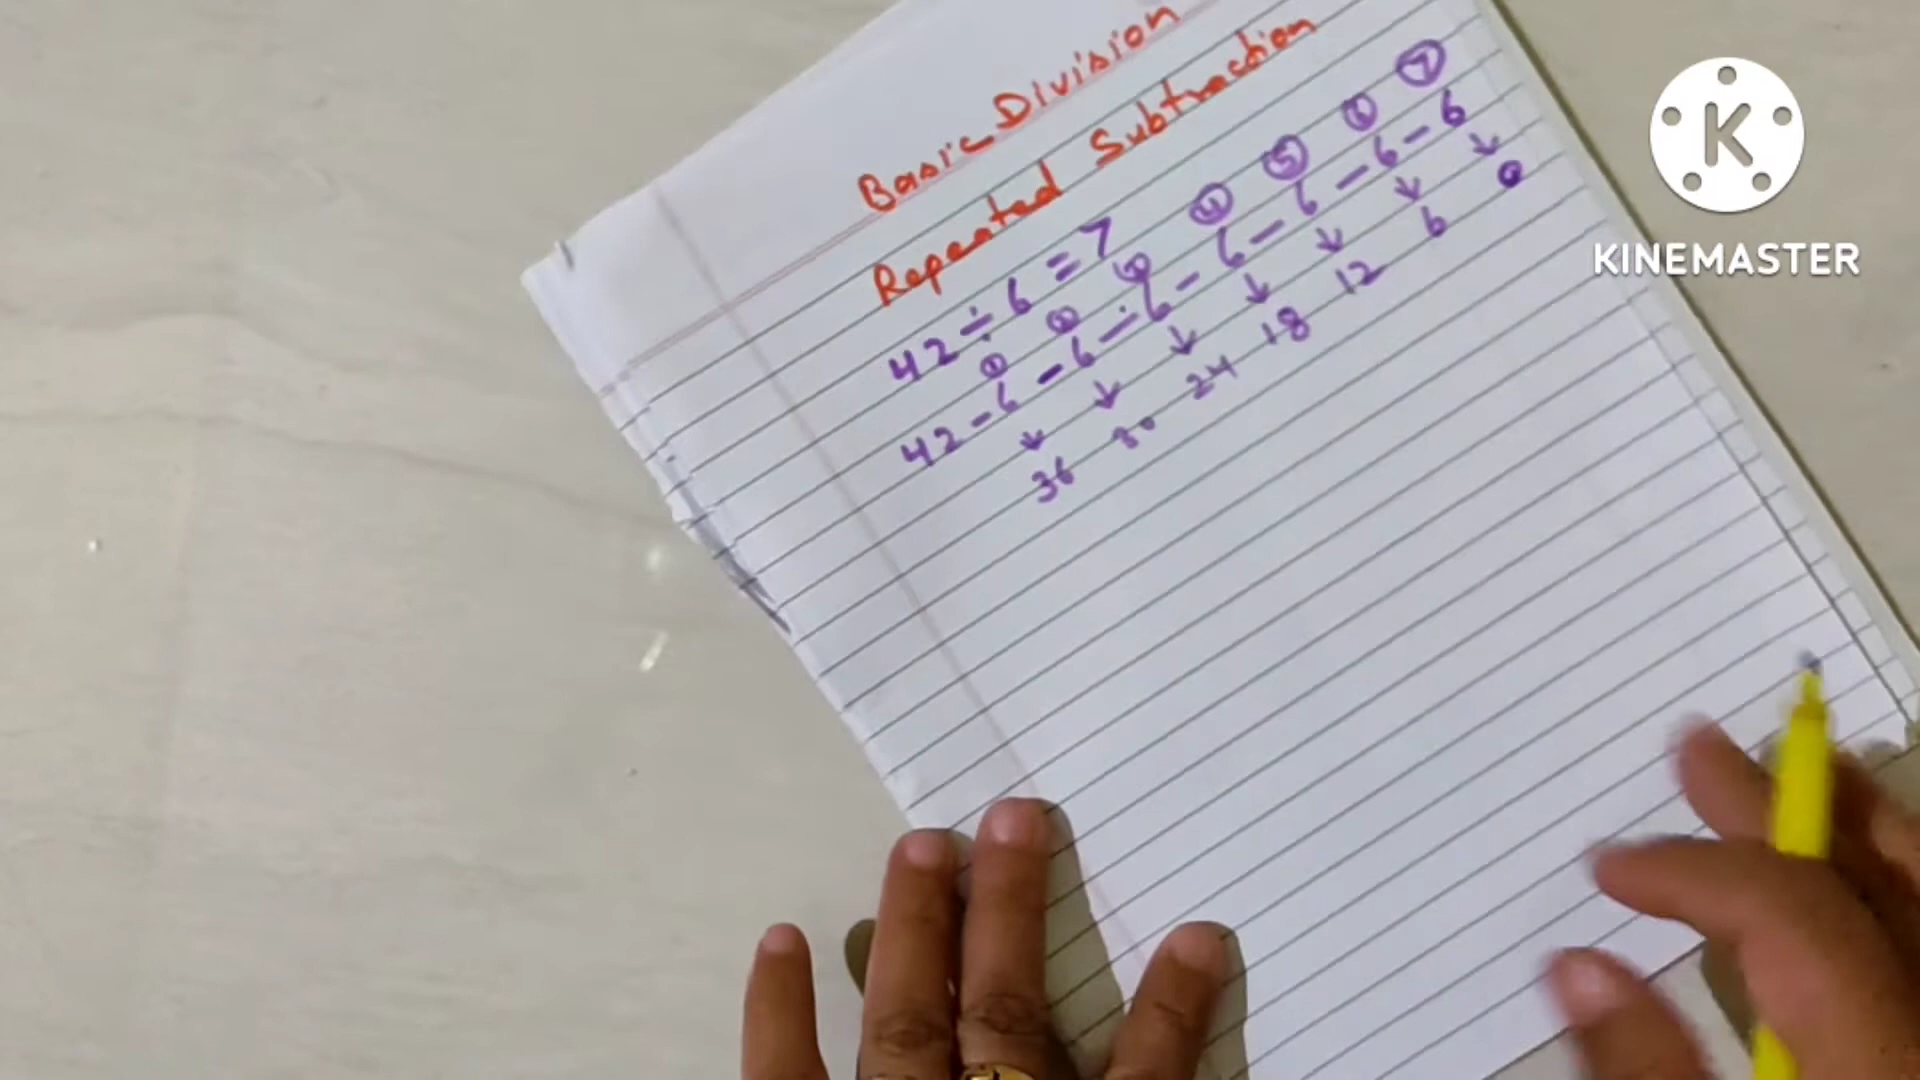 Basic Division
Repeated Subtraction
42 ÷ 6 = 7
① ② ③ ④ ⑤ ⑥ ⑦
42 - 6 - 6 - 6 - 6 - 6 - 6 - 6
↓ ↓ ↓ ↓ ↓ ↓ ↓
36 30 24 18 12 6 0
K
KINEMASTER